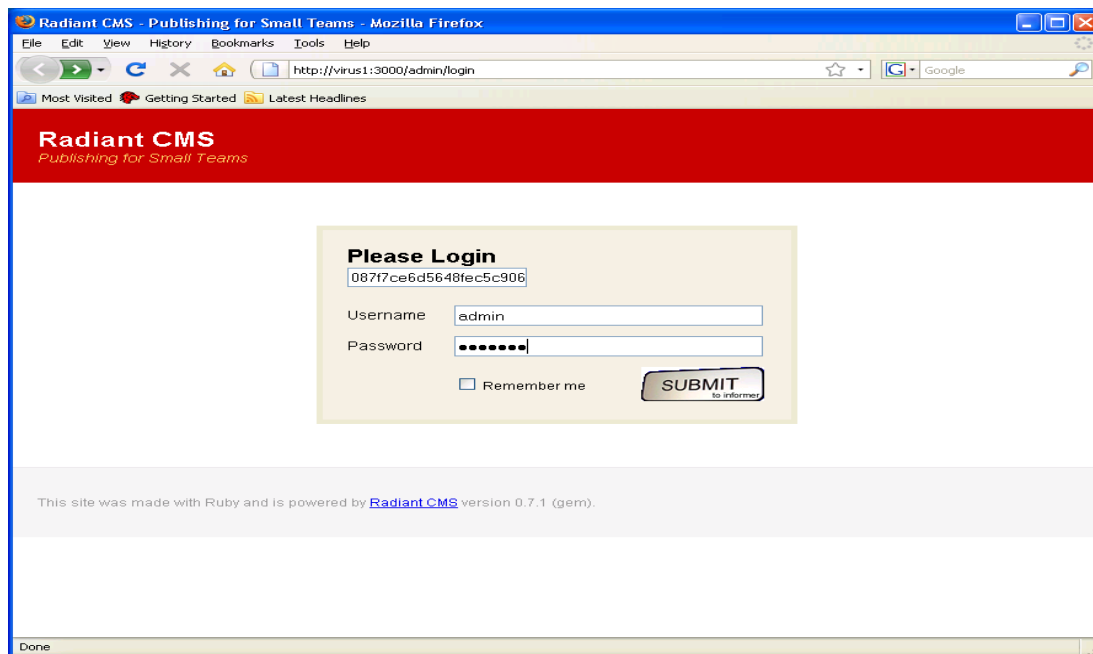 Radiant CMS - Publishing for Small Teams - Mozilla Firefox
File Edit View History Bookmarks Tools Help
http://virus1:3000/admin/login
G Google
Most Visited Getting Started Latest Headlines
Radiant CMS
Publishing for Small Teams
Please Login
087f7ce6d5648fec5c906
Username admin
Password •••••••
Remember me SUBMIT
to informer
This site was made with Ruby and is powered by Radiant CMS version 0.7.1 (gem).
Done